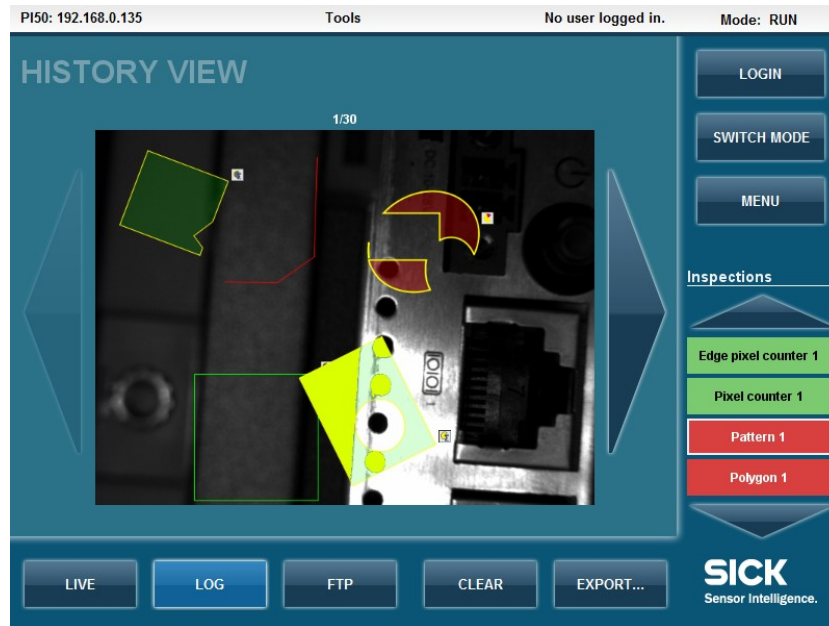 PI50: 192.168.0.135 Tools No user logged in. Mode: RUN
HISTORY VIEW
1/30
LOGIN
SWITCH MODE
MENU
Inspections
Edge pixel counter 1
Pixel counter 1
Pattern 1
Polygon 1
LIVE LOG FTP CLEAR EXPORT...
SICK
Sensor Intelligence.